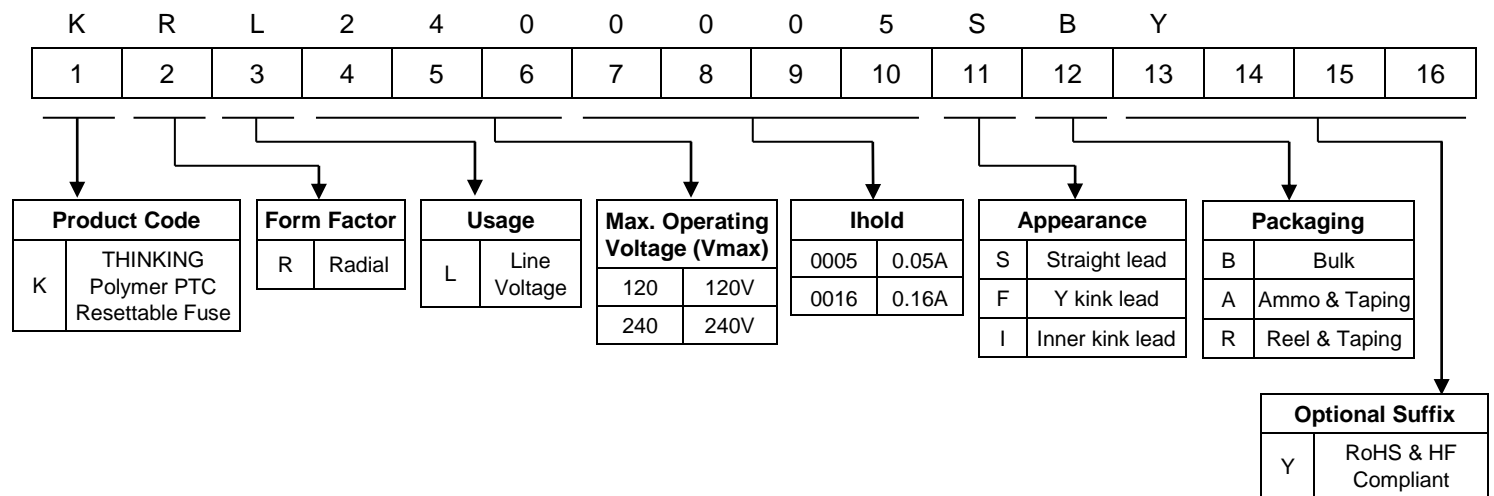 K R L 2 4 0 0 0 0 5 S B Y
1 2 3 4 5 6 7 8 9 10 11 12 13 14 15 16
Product Code
K
THINKING
Polymer PTC
Resettable Fuse
Form Factor
R Radial
Usage
L
Line
Voltage
Max. Operating
Voltage (Vmax)
120 120V
240 240V
Ihold
0005 0.05A
0016 0.16A
Appearance
S Straight lead
F Y kink lead
I Inner kink lead
Packaging
B Bulk
A Ammo & Taping
R Reel & Taping
Optional Suffix
Y
RoHS & HF
Compliant